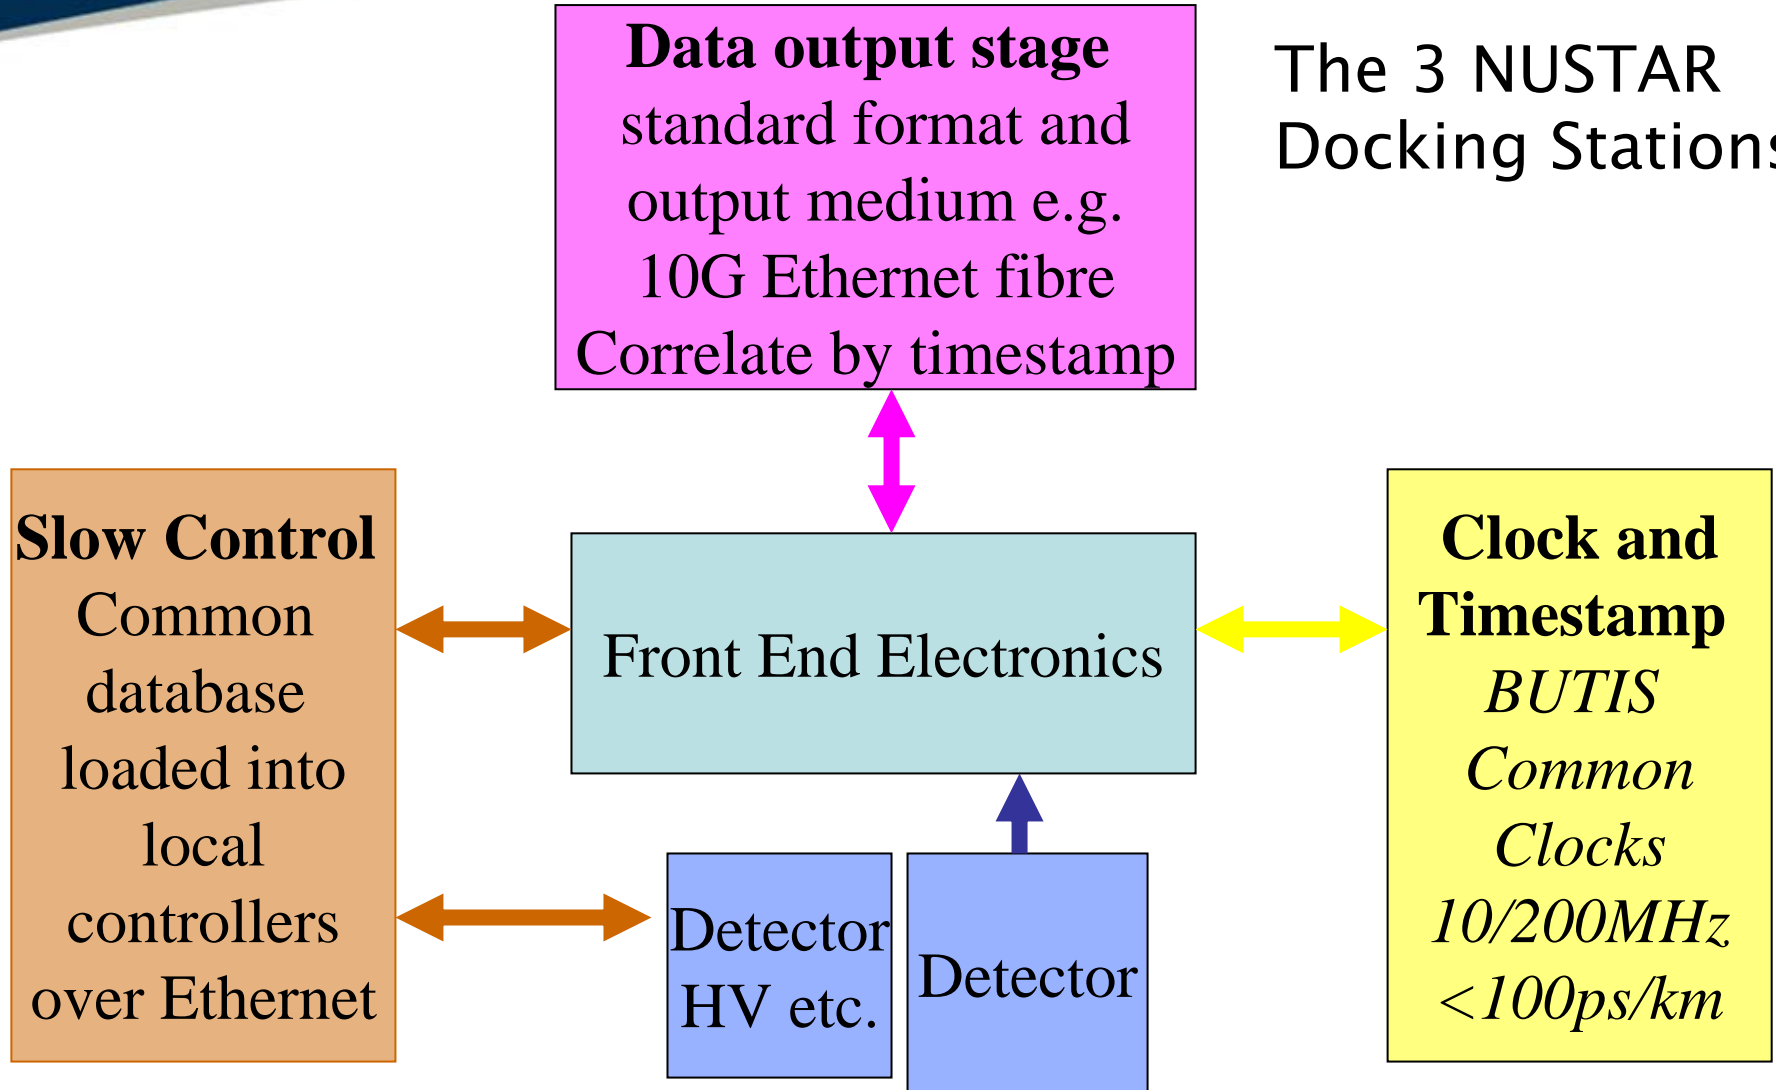 Data output stage
standard format and
output medium e.g.
10G Ethernet fibre
Correlate by timestamp
The 3 NUSTAR
Docking Stations
Slow Control
Common
database
loaded into
local
controllers
over Ethernet
Front End Electronics
Clock and
Timestamp
BUTIS
Common
Clocks
10/200MHz
<100ps/km
Detector
HV etc.
Detector